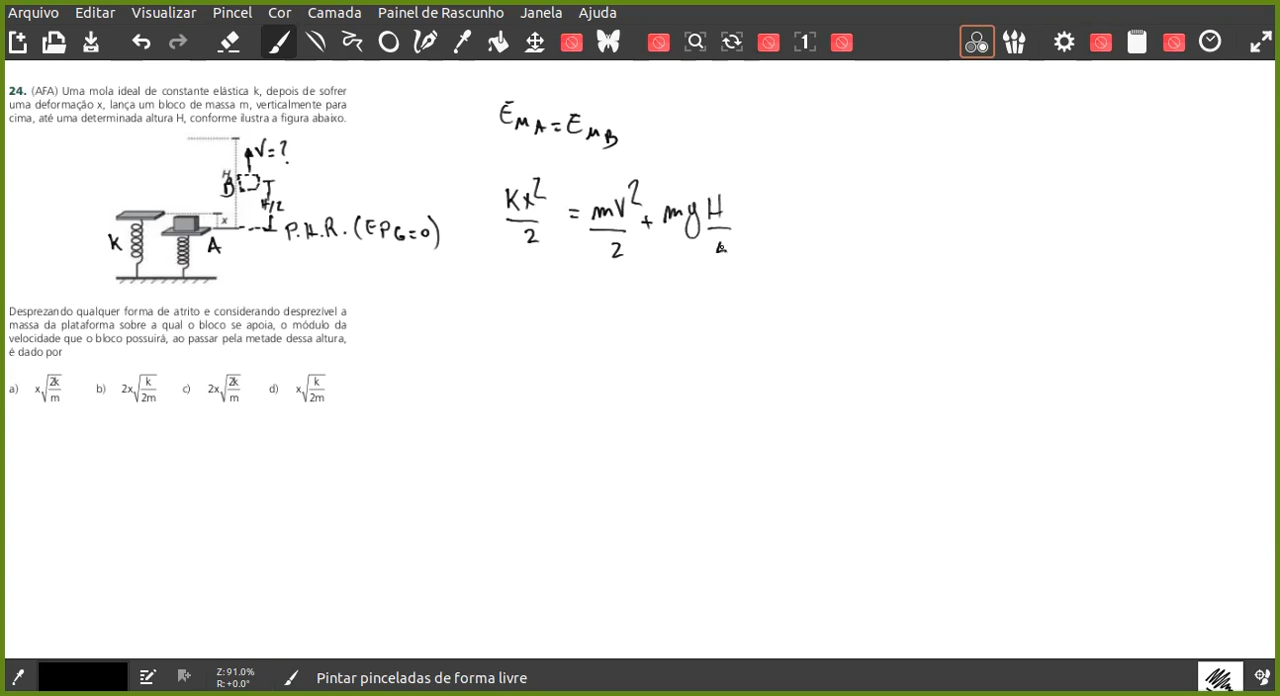 Arquivo Editar Visualizar Pincel Cor Camada Painel de Rascunho Janela Ajuda
24. (AFA) Uma mola ideal de constante elástica k, depois de sofrer
uma deformação x, lança um bloco de massa m, verticalmente para
cima, até uma determinada altura H, conforme ilustra a figura abaixo.
V=?
H
B
H/2
x
P.H.R. (EPG=0)
K
A
EMA=EMB
Kx²/2 = mV²/2 + mgH/2
Desprezando qualquer forma de atrito e considerando desprezível a
massa da plataforma sobre a qual o bloco se apoia, o módulo da
velocidade que o bloco possuirá, ao passar pela metade dessa altura,
é dado por
a) x√2k/m b) 2x√k/2m c) 2x√2k/m d) x√k/2m
Z:91.0%
R:+0.0°
Pintar pinceladas de forma livre